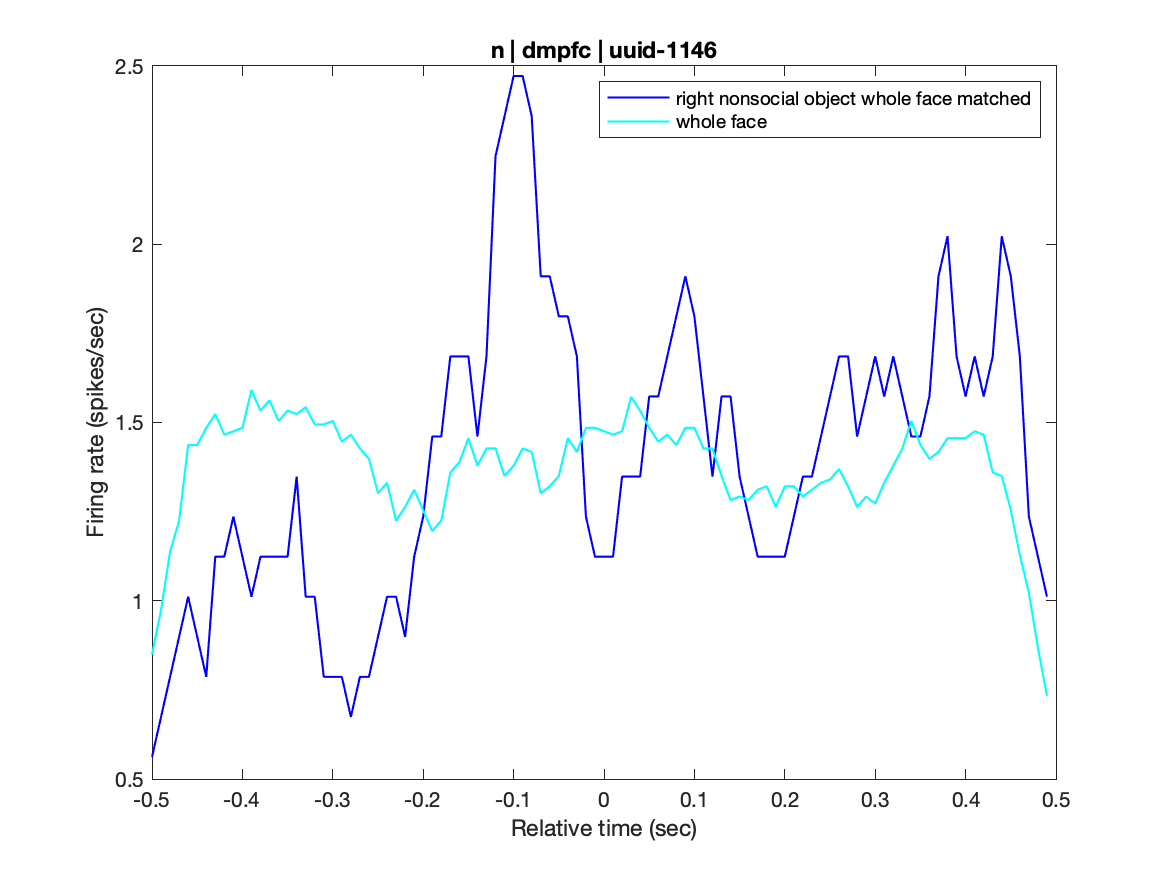 n | dmpfc | uuid-1146
right nonsocial object whole face matched
whole face
Firing rate (spikes/sec)
2.5
2
1.5
1
0.5
-0.5 -0.4 -0.3 -0.2 -0.1 0 0.1 0.2 0.3 0.4 0.5
Relative time (sec)